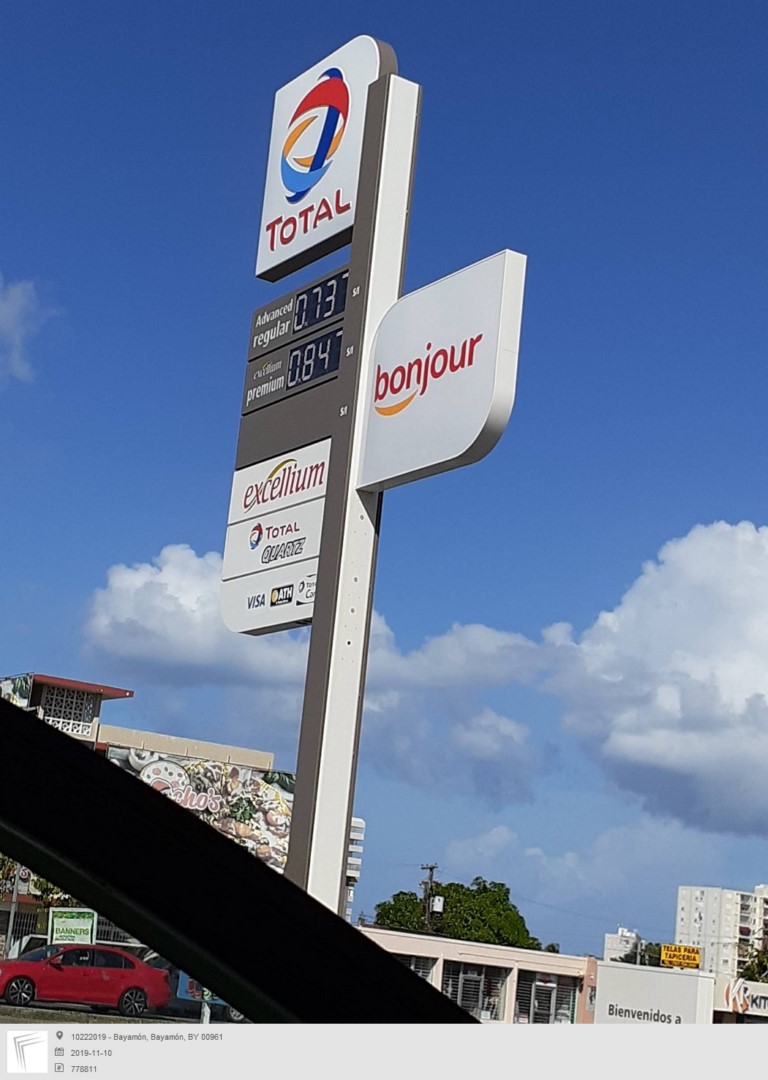 TOTAL
Advanced
regular
0.73⁷
$/l
excellium
premium
0.84⁷
$/l
$/l
bonjour
excellium
TOTAL
QUARTZ
VISA
ATH
BANNERS
TELAS PARA
TAPICERIA
Bienvenidos a
10222019 - Bayamón, Bayamón, BY 00961
2019-11-10
778811